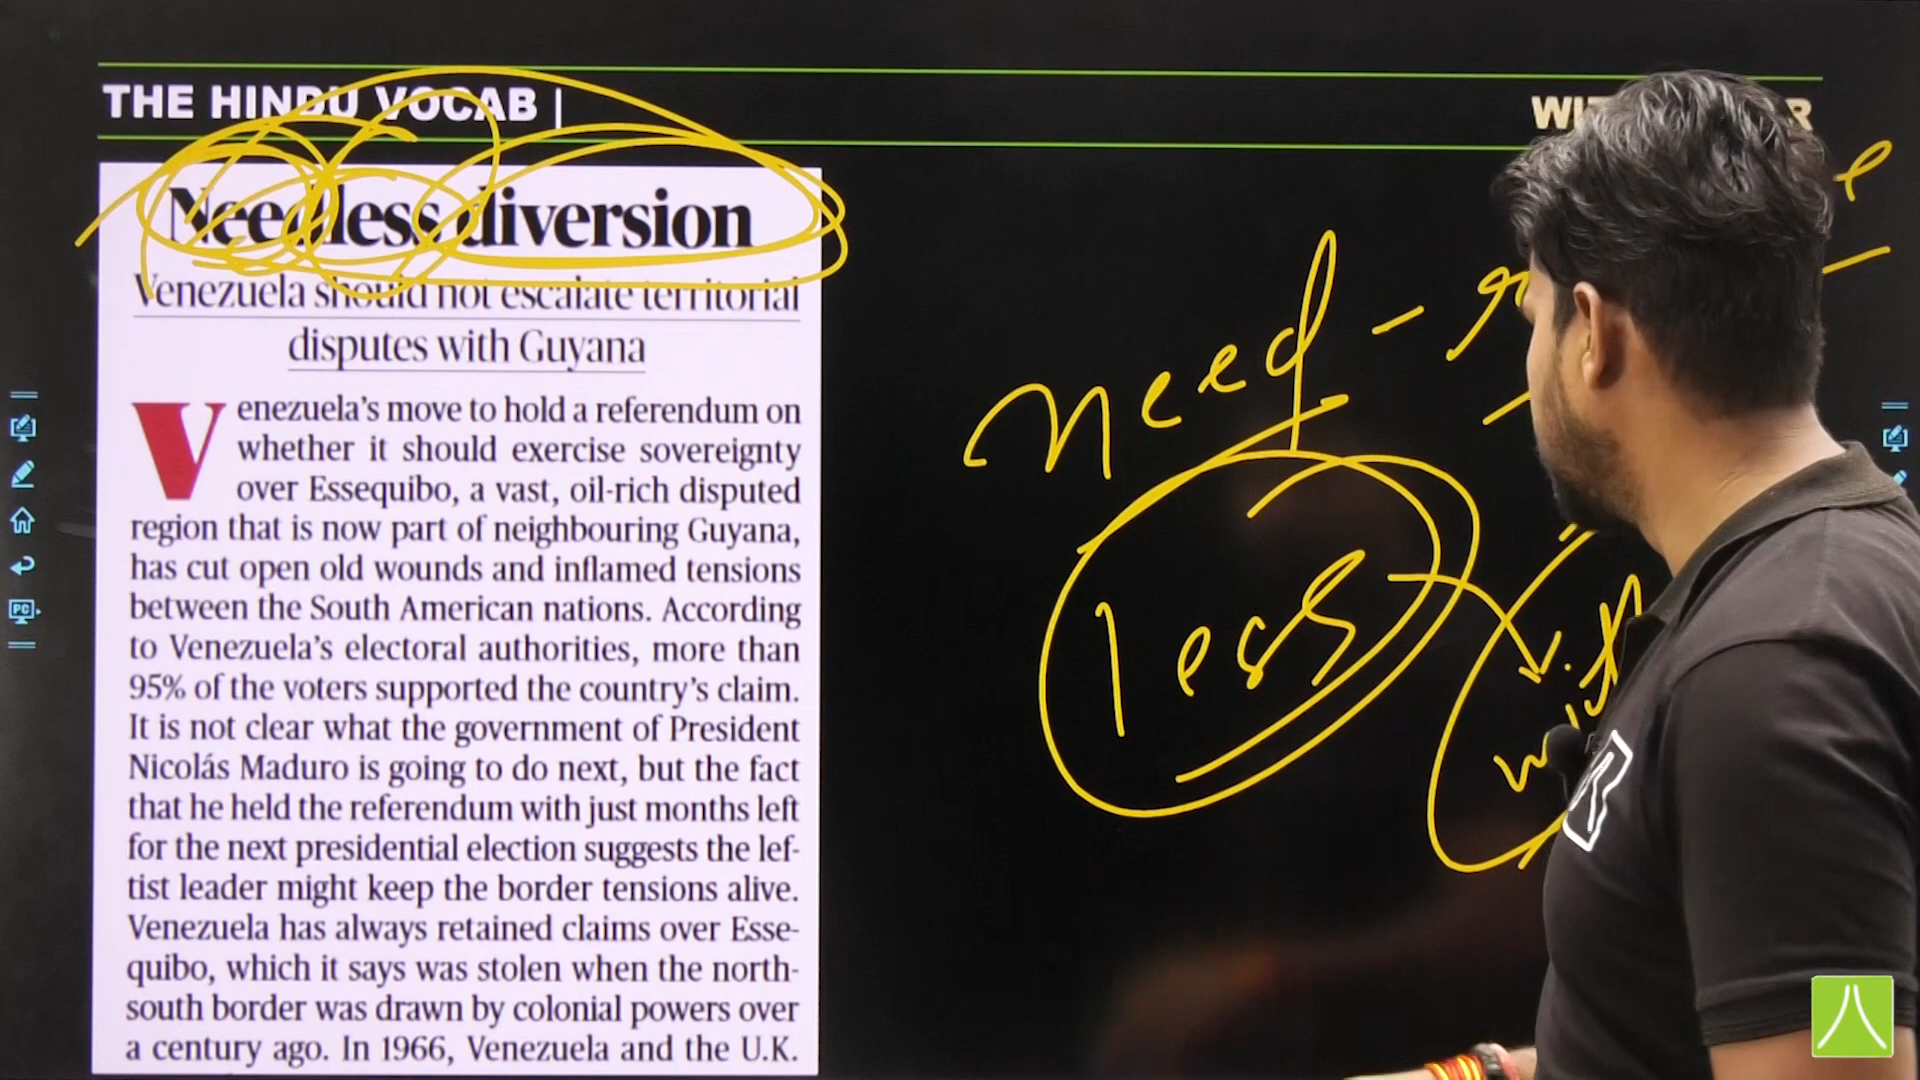 THE HINDU VOCAB |
Needless diversion
Venezuela should not escalate territorial
disputes with Guyana
Venezuela's move to hold a referendum on
whether it should exercise sovereignty
over Essequibo, a vast, oil-rich disputed
region that is now part of neighbouring Guyana,
has cut open old wounds and inflamed tensions
between the South American nations. According
to Venezuela's electoral authorities, more than
95% of the voters supported the country's claim.
It is not clear what the government of President
Nicolás Maduro is going to do next, but the fact
that he held the referendum with just months left
for the next presidential election suggests the lef-
tist leader might keep the border tensions alive.
Venezuela has always retained claims over Esse-
quibo, which it says was stolen when the north-
south border was drawn by colonial powers over
a century ago. In 1966, Venezuela and the U.K.
need -
less
PC